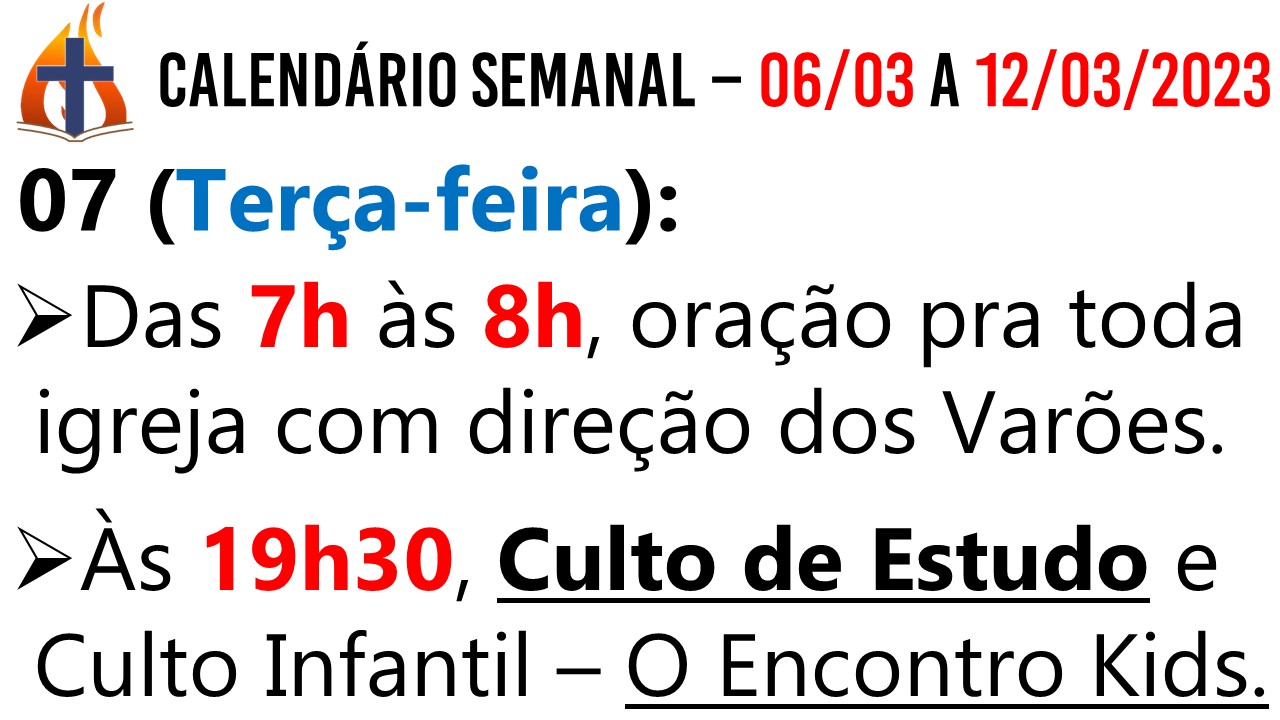 CALENDÁRIO SEMANAL – 06/03 A 12/03/2023
07 (Terça-feira):
➢Das 7h às 8h, oração pra toda
igreja com direção dos Varões.
➢Às 19h30, Culto de Estudo e
Culto Infantil – O Encontro Kids.